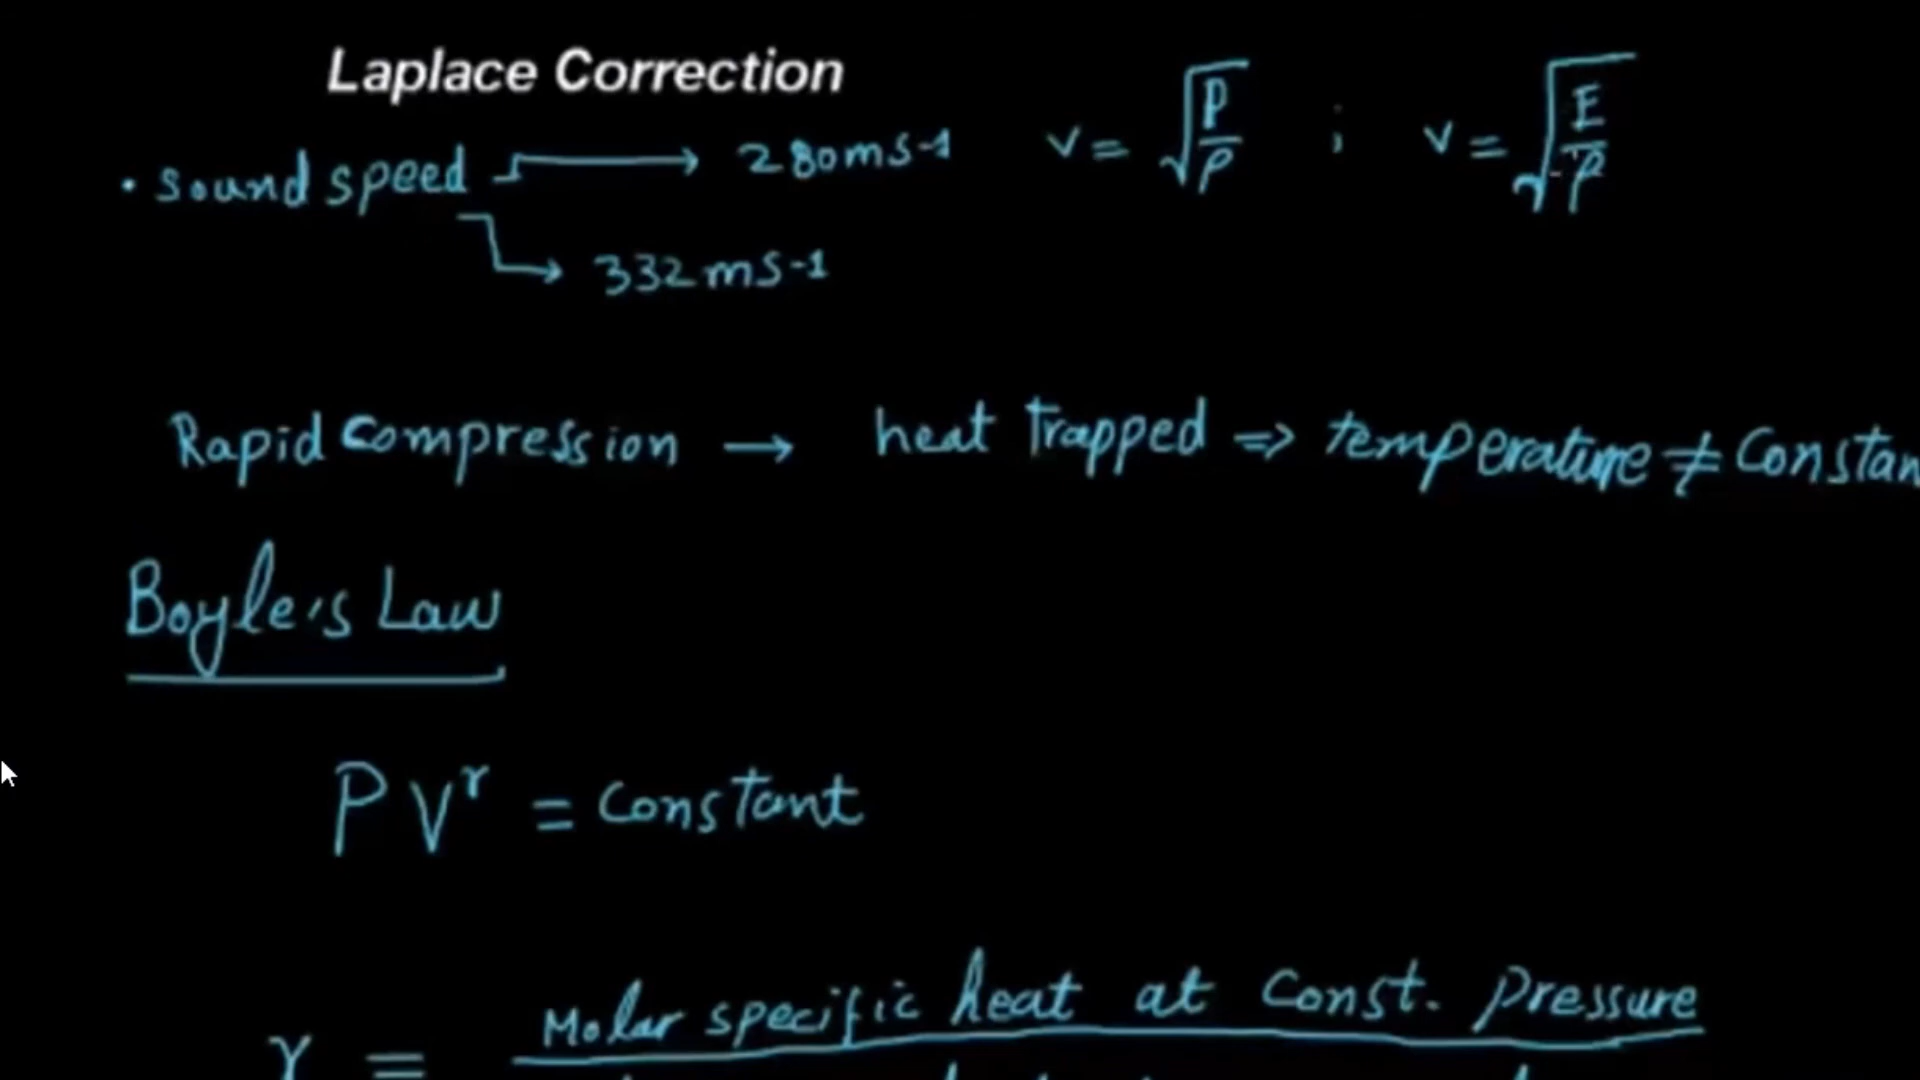 Laplace Correction
• sound speed → 280ms-1 v = √P/ρ ; v = √E/ρ
→ 332ms-1
Rapid compression → heat trapped ⇒ temperature ≠ Constan
Boyle's Law
PVʳ = constant
γ = Molar specific heat at Const. pressure